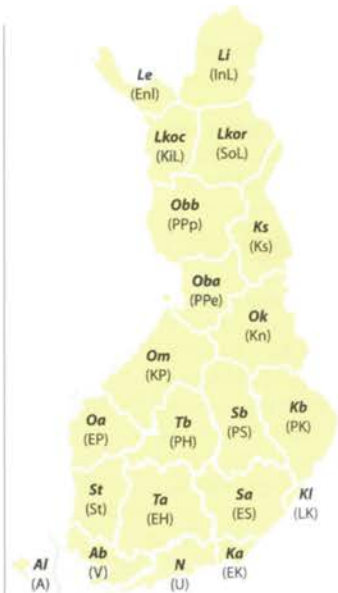 Li
(InL)
Le
(Enl)
Lkoc
(KiL)
Lkor
(SoL)
Obb
(PPp)
Ks
(Ks)
Oba
(PPe)
Ok
(Kn)
Om
(KP)
Oa
(EP)
Tb
(PH)
Sb
(PS)
Kb
(PK)
St
(St)
Ta
(EH)
Sa
(ES)
Kl
(LK)
Al
(A)
Ab
(V)
N
(U)
Ka
(EK)